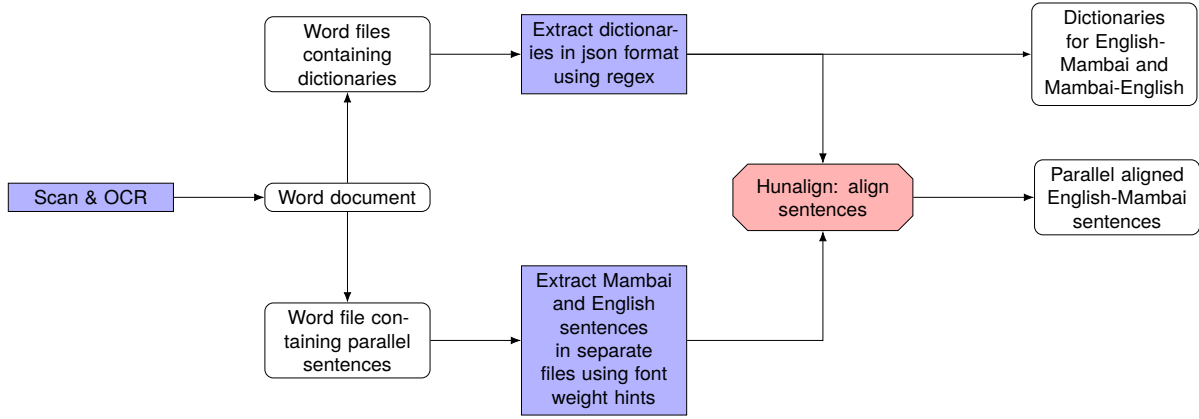 Word files
containing
dictionaries
Extract dictionar-
ies in json format
using regex
Dictionaries
for English-
Mambai and
Mambai-English
Scan & OCR
Word document
Hunalign: align
sentences
Parallel aligned
English-Mambai
sentences
Word file con-
taining parallel
sentences
Extract Mambai
and English
sentences
in separate
files using font
weight hints